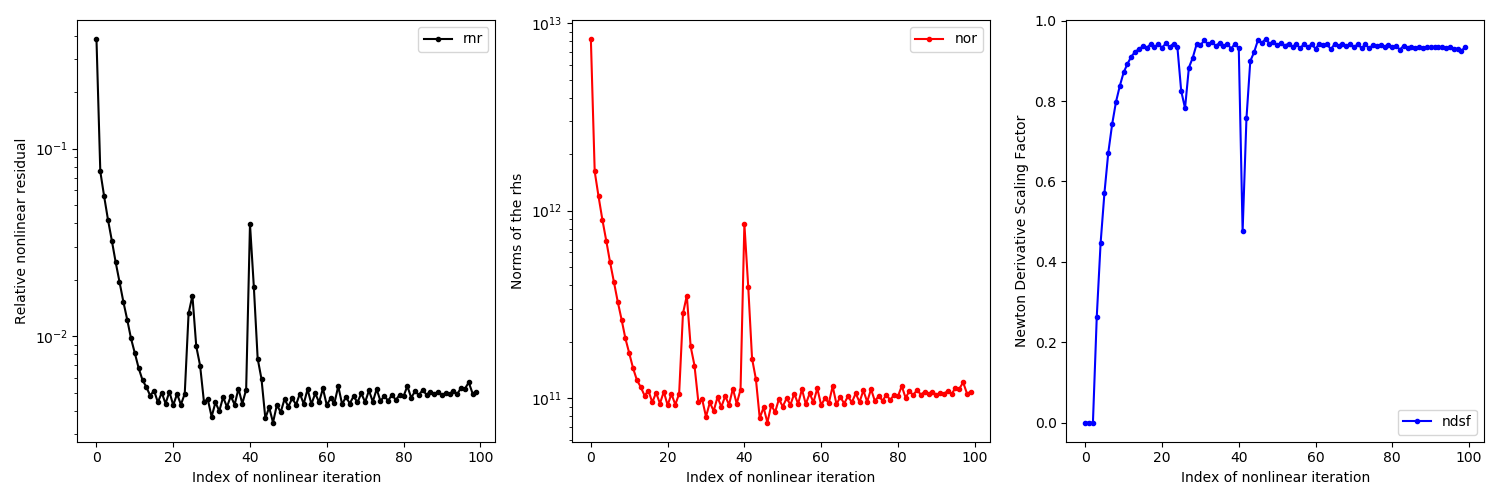 Relative nonlinear residual
10⁻¹
10⁻²
0 20 40 60 80 100
Index of nonlinear iteration
rnr
Norms of the rhs
10¹³
10¹²
10¹¹
0 20 40 60 80 100
Index of nonlinear iteration
nor
Newton Derivative Scaling Factor
1.0
0.8
0.6
0.4
0.2
0.0
0 20 40 60 80 100
Index of nonlinear iteration
ndsf